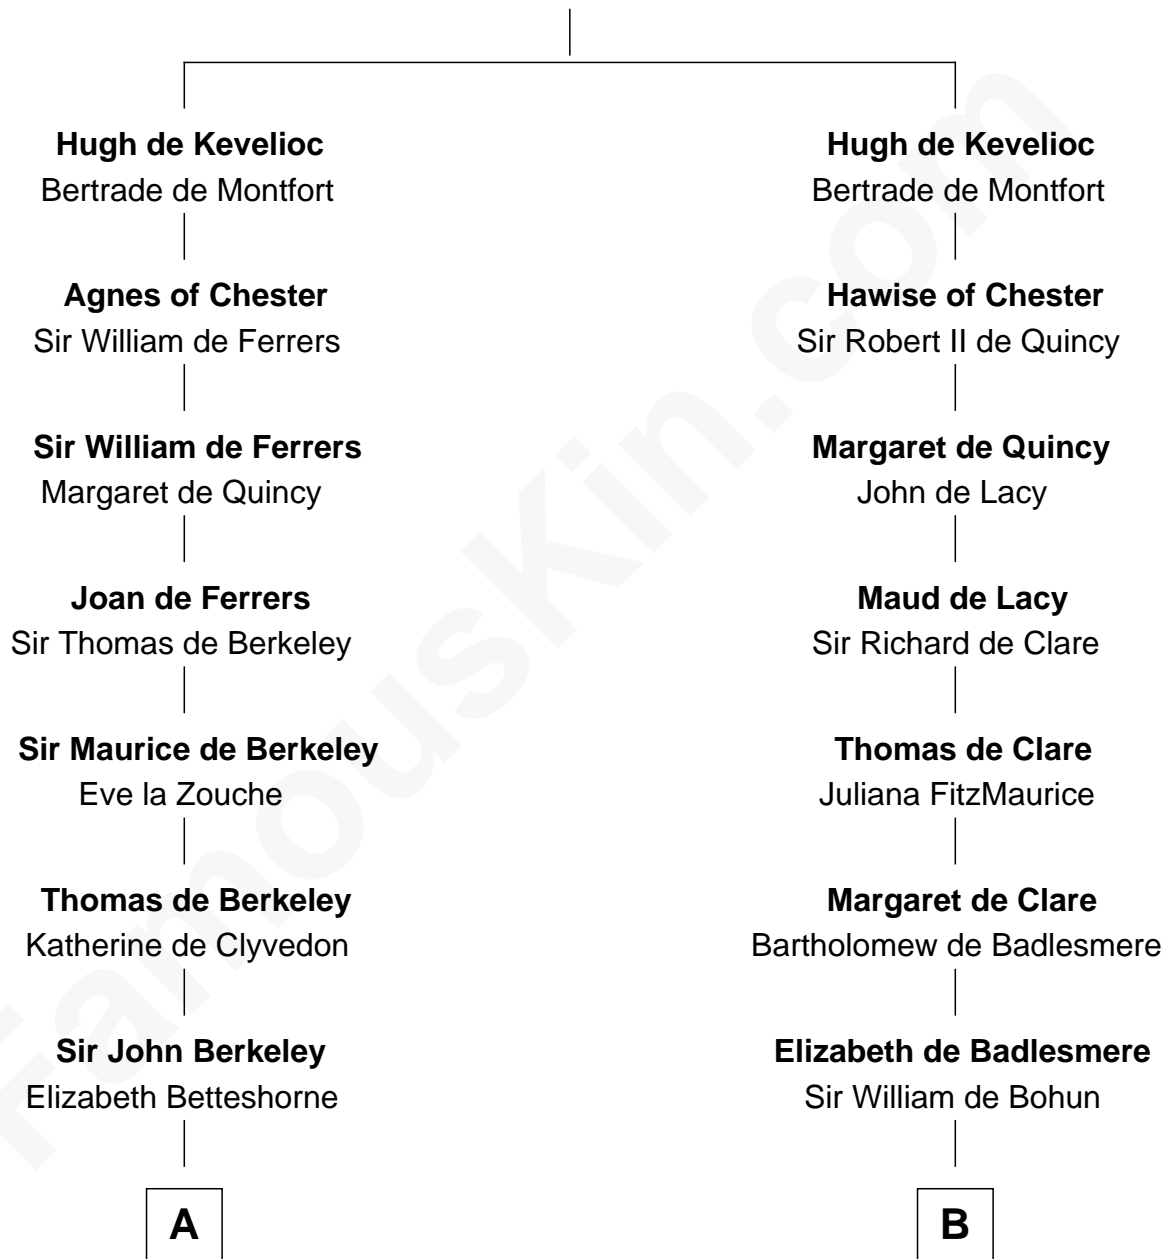 Hugh de Kevelioc
Bertrade de Montfort
Agnes of Chester
Sir William de Ferrers
Sir William de Ferrers
Margaret de Quincy
Joan de Ferrers
Sir Thomas de Berkeley
Sir Maurice de Berkeley
Eve la Zouche
Thomas de Berkeley
Katherine de Clyvedon
Sir John Berkeley
Elizabeth Betteshorne
A
Hugh de Kevelioc
Bertrade de Montfort
Hawise of Chester
Sir Robert II de Quincy
Margaret de Quincy
John de Lacy
Maud de Lacy
Sir Richard de Clare
Thomas de Clare
Juliana FitzMaurice
Margaret de Clare
Bartholomew de Badlesmere
Elizabeth de Badlesmere
Sir William de Bohun
B
FamousKin.com